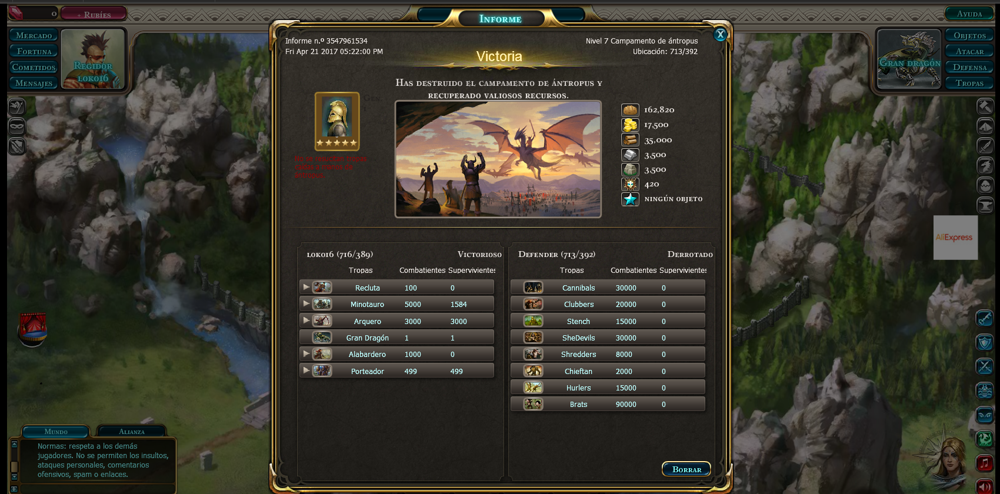 0
+ Rubíes
Informe
Ayuda
Mercado
Fortuna
Cometidos
Mensajes
Regidor
loko16
Informe n.º 3547961534
Fri Apr 21 2017 05:22:00 PM
Nivel 7 Campamento de ántropus
Ubicación: 713/392
X
Victoria
Gran dragón
Objetos
Atacar
Defensa
Tropas
Has destruido el campamento de ántropus y
recuperado valiosos recursos.
Gen.
1
162,820
17,500
35,000
3,500
3,500
420
ningún objeto
AliExpress
loko16 (716/389) Victorioso
Tropas Combatientes Supervivientes
Recluta 100 0
Minotauro 5000 1584
Arquero 3000 3000
Gran Dragón 1 1
Alabardero 1000 0
Porteador 499 499
Defender (713/392) Derrotado
Tropas Combatientes Supervivientes
Cannibals 30000 0
Clubbers 20000 0
Stench 15000 0
SheDevils 30000 0
Shredders 8000 0
Chieftan 2000 0
Hurlers 15000 0
Brats 90000 0
Borrar
Mundo
Alianza
Normas: respeta a los demás
jugadores. No se permiten los insultos,
ataques personales, comentarios
ofensivos, spam o enlaces.